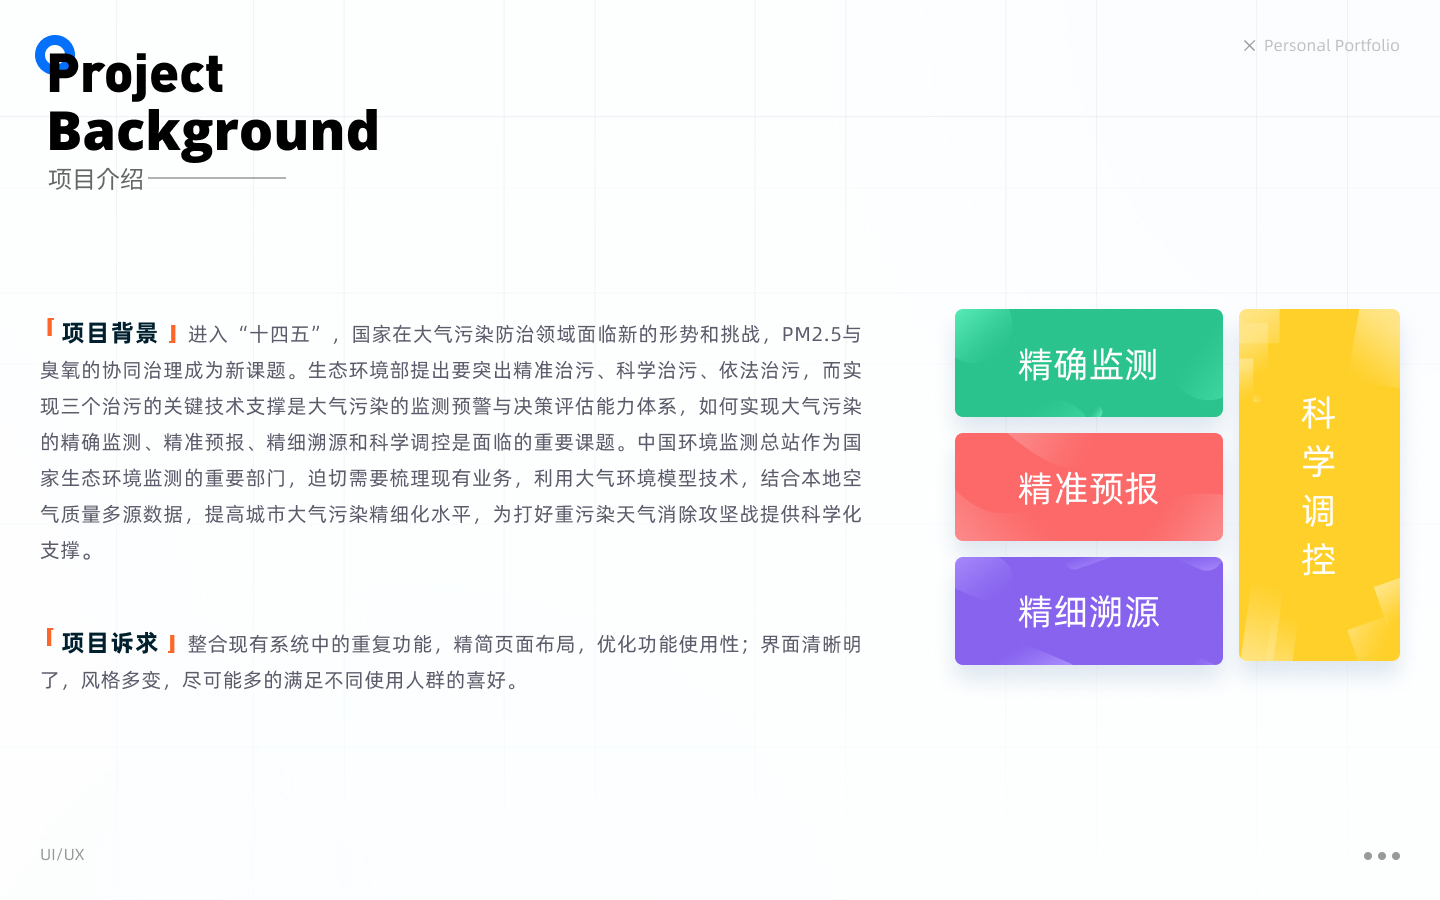 Project
Background
项目介绍
× Personal Portfolio
「项目背景」进入“十四五”，国家在大气污染防治领域面临新的形势和挑战，PM2.5与
臭氧的协同治理成为新课题。生态环境部提出要突出精准治污、科学治污、依法治污，而实
现三个治污的关键技术支撑是大气污染的监测预警与决策评估能力体系，如何实现大气污染
的精确监测、精准预报、精细溯源和科学调控是面临的重要课题。中国环境监测总站作为国
家生态环境监测的重要部门，迫切需要梳理现有业务，利用大气环境模型技术，结合本地空
气质量多源数据，提高城市大气污染精细化水平，为打好重污染天气消除攻坚战提供科学化
支撑。
「项目诉求」整合现有系统中的重复功能，精简页面布局，优化功能使用性；界面清晰明
了，风格多变，尽可能多的满足不同使用人群的喜好。
精确监测
精准预报
精细溯源
科学调控
UI/UX